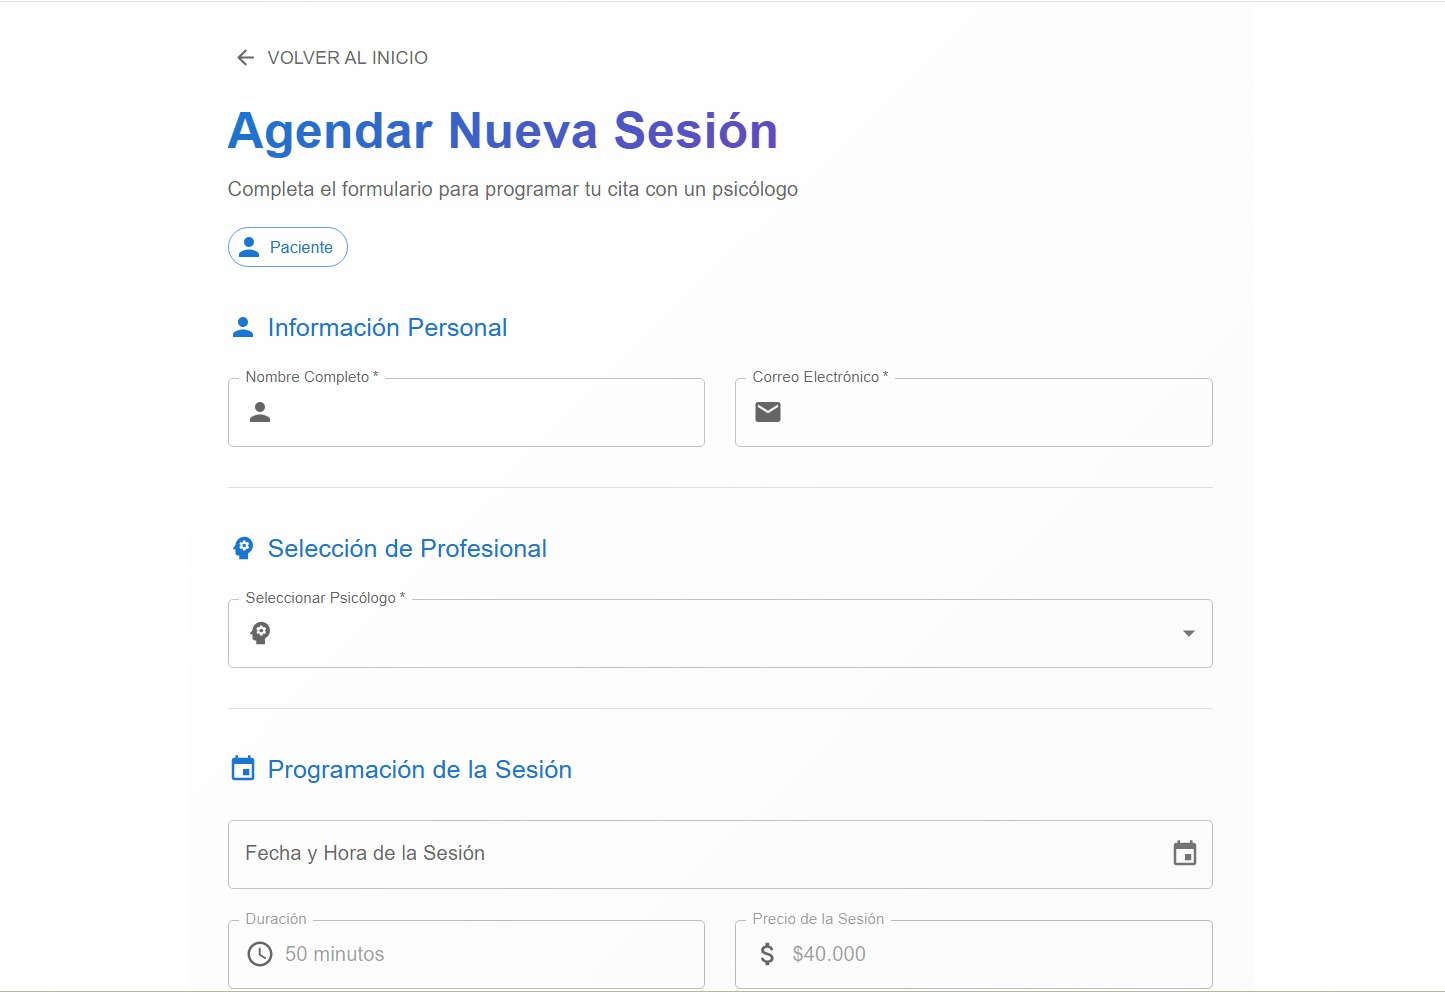 VOLVER AL INICIO
Agendar Nueva Sesión
Completa el formulario para programar tu cita con un psicólogo
Paciente
Información Personal
Nombre Completo *
Correo Electrónico *
Selección de Profesional
Seleccionar Psicólogo *
Programación de la Sesión
Fecha y Hora de la Sesión
Duración
50 minutos
Precio de la Sesión
$40.000